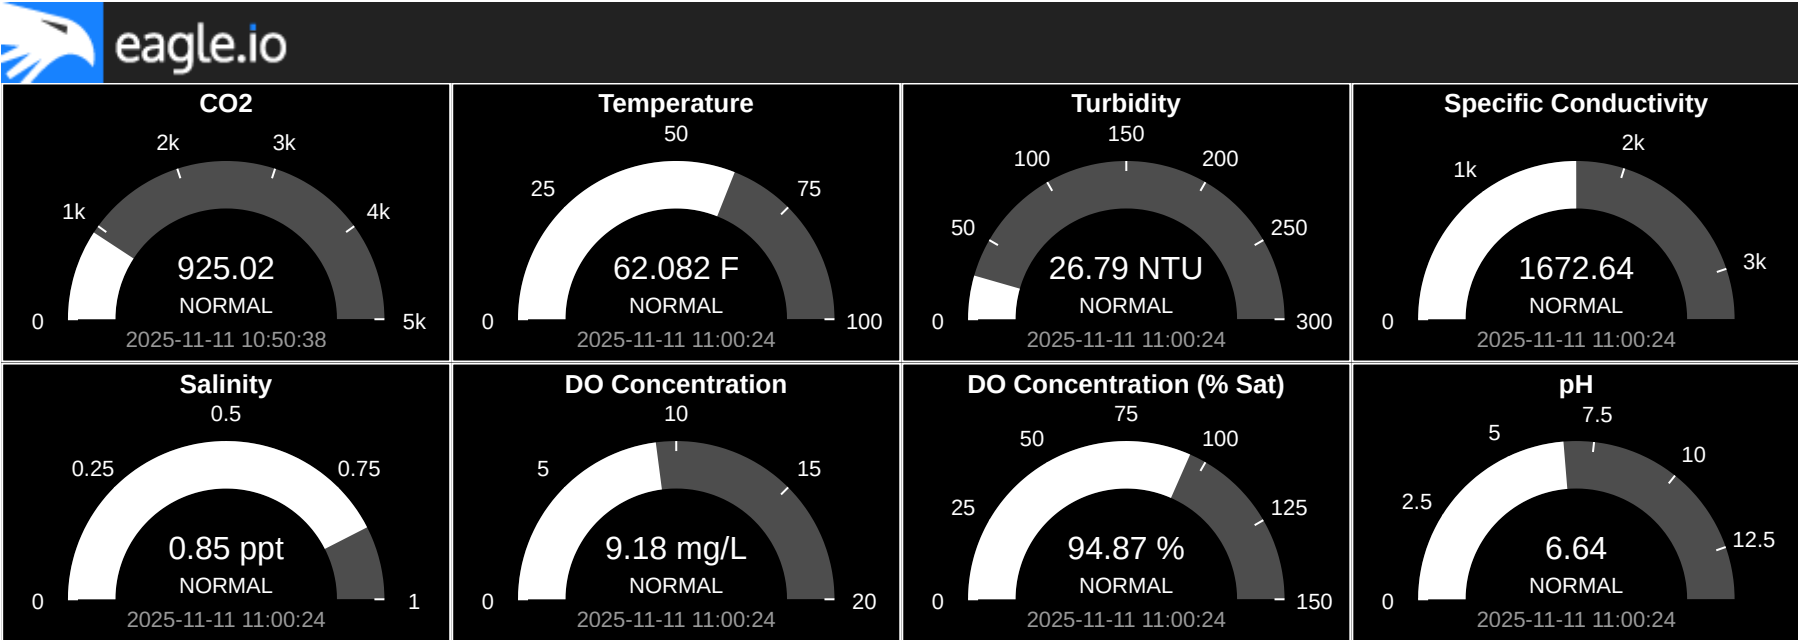 eagle.io
CO2
0
1k
2k
3k
4k
5k
925.02
NORMAL
2025-11-11 10:50:38
Temperature
0
25
50
75
100
62.082 F
NORMAL
2025-11-11 11:00:24
Turbidity
0
50
100
150
200
250
300
26.79 NTU
NORMAL
2025-11-11 11:00:24
Specific Conductivity
0
1k
2k
3k
1672.64
NORMAL
2025-11-11 11:00:24
Salinity
0
0.25
0.5
0.75
1
0.85 ppt
NORMAL
2025-11-11 11:00:24
DO Concentration
0
5
10
15
20
9.18 mg/L
NORMAL
2025-11-11 11:00:24
DO Concentration (% Sat)
0
25
50
75
100
125
150
94.87 %
NORMAL
2025-11-11 11:00:24
pH
0
2.5
5
7.5
10
12.5
6.64
NORMAL
2025-11-11 11:00:24